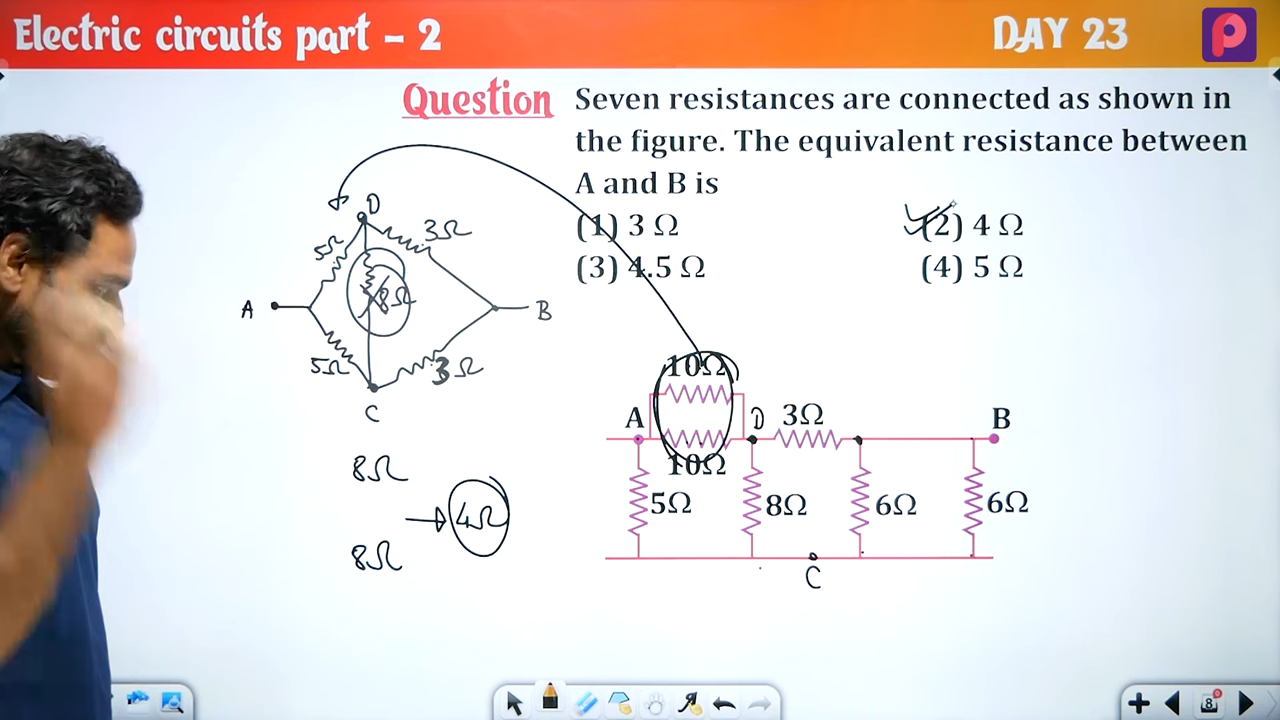 Electric circuits part – 2
DAY 23
Question
Seven resistances are connected as shown in
the figure. The equivalent resistance between
A and B is
(1) 3 Ω
(2) 4 Ω
(3) 4.5 Ω
(4) 5 Ω
D
5Ω
3Ω
8Ω
A
B
5Ω
3Ω
C
8Ω
4Ω
8Ω
10Ω
A
D
3Ω
B
10Ω
5Ω
8Ω
6Ω
6Ω
C
8